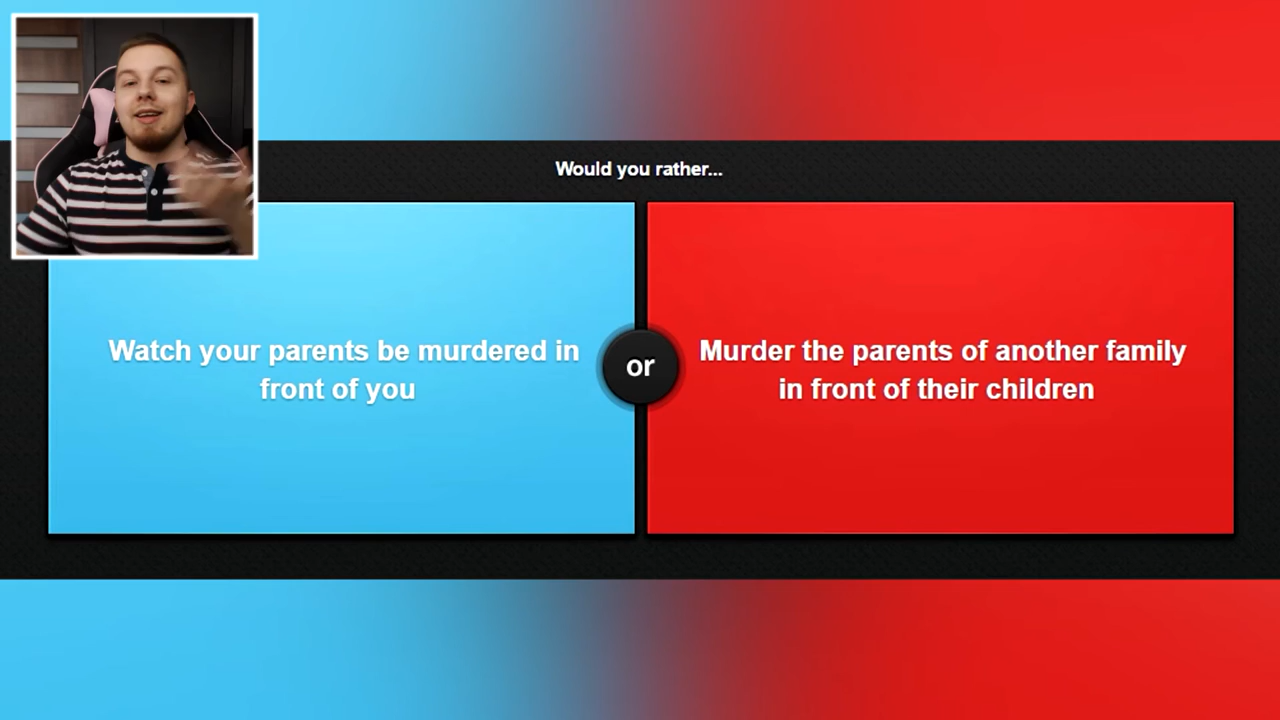 Would you rather...
Watch your parents be murdered in
front of you
or
Murder the parents of another family
in front of their children